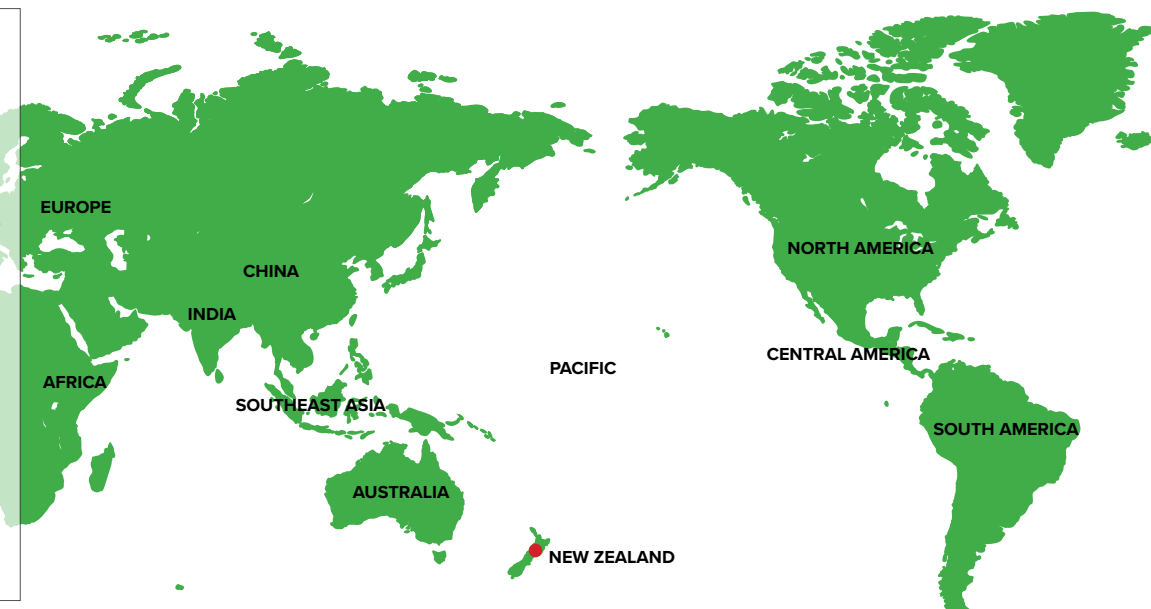 EUROPE
NORTH AMERICA
CHINA
INDIA
CENTRAL AMERICA
PACIFIC
AFRICA
SOUTHEAST ASIA
SOUTH AMERICA
AUSTRALIA
NEW ZEALAND